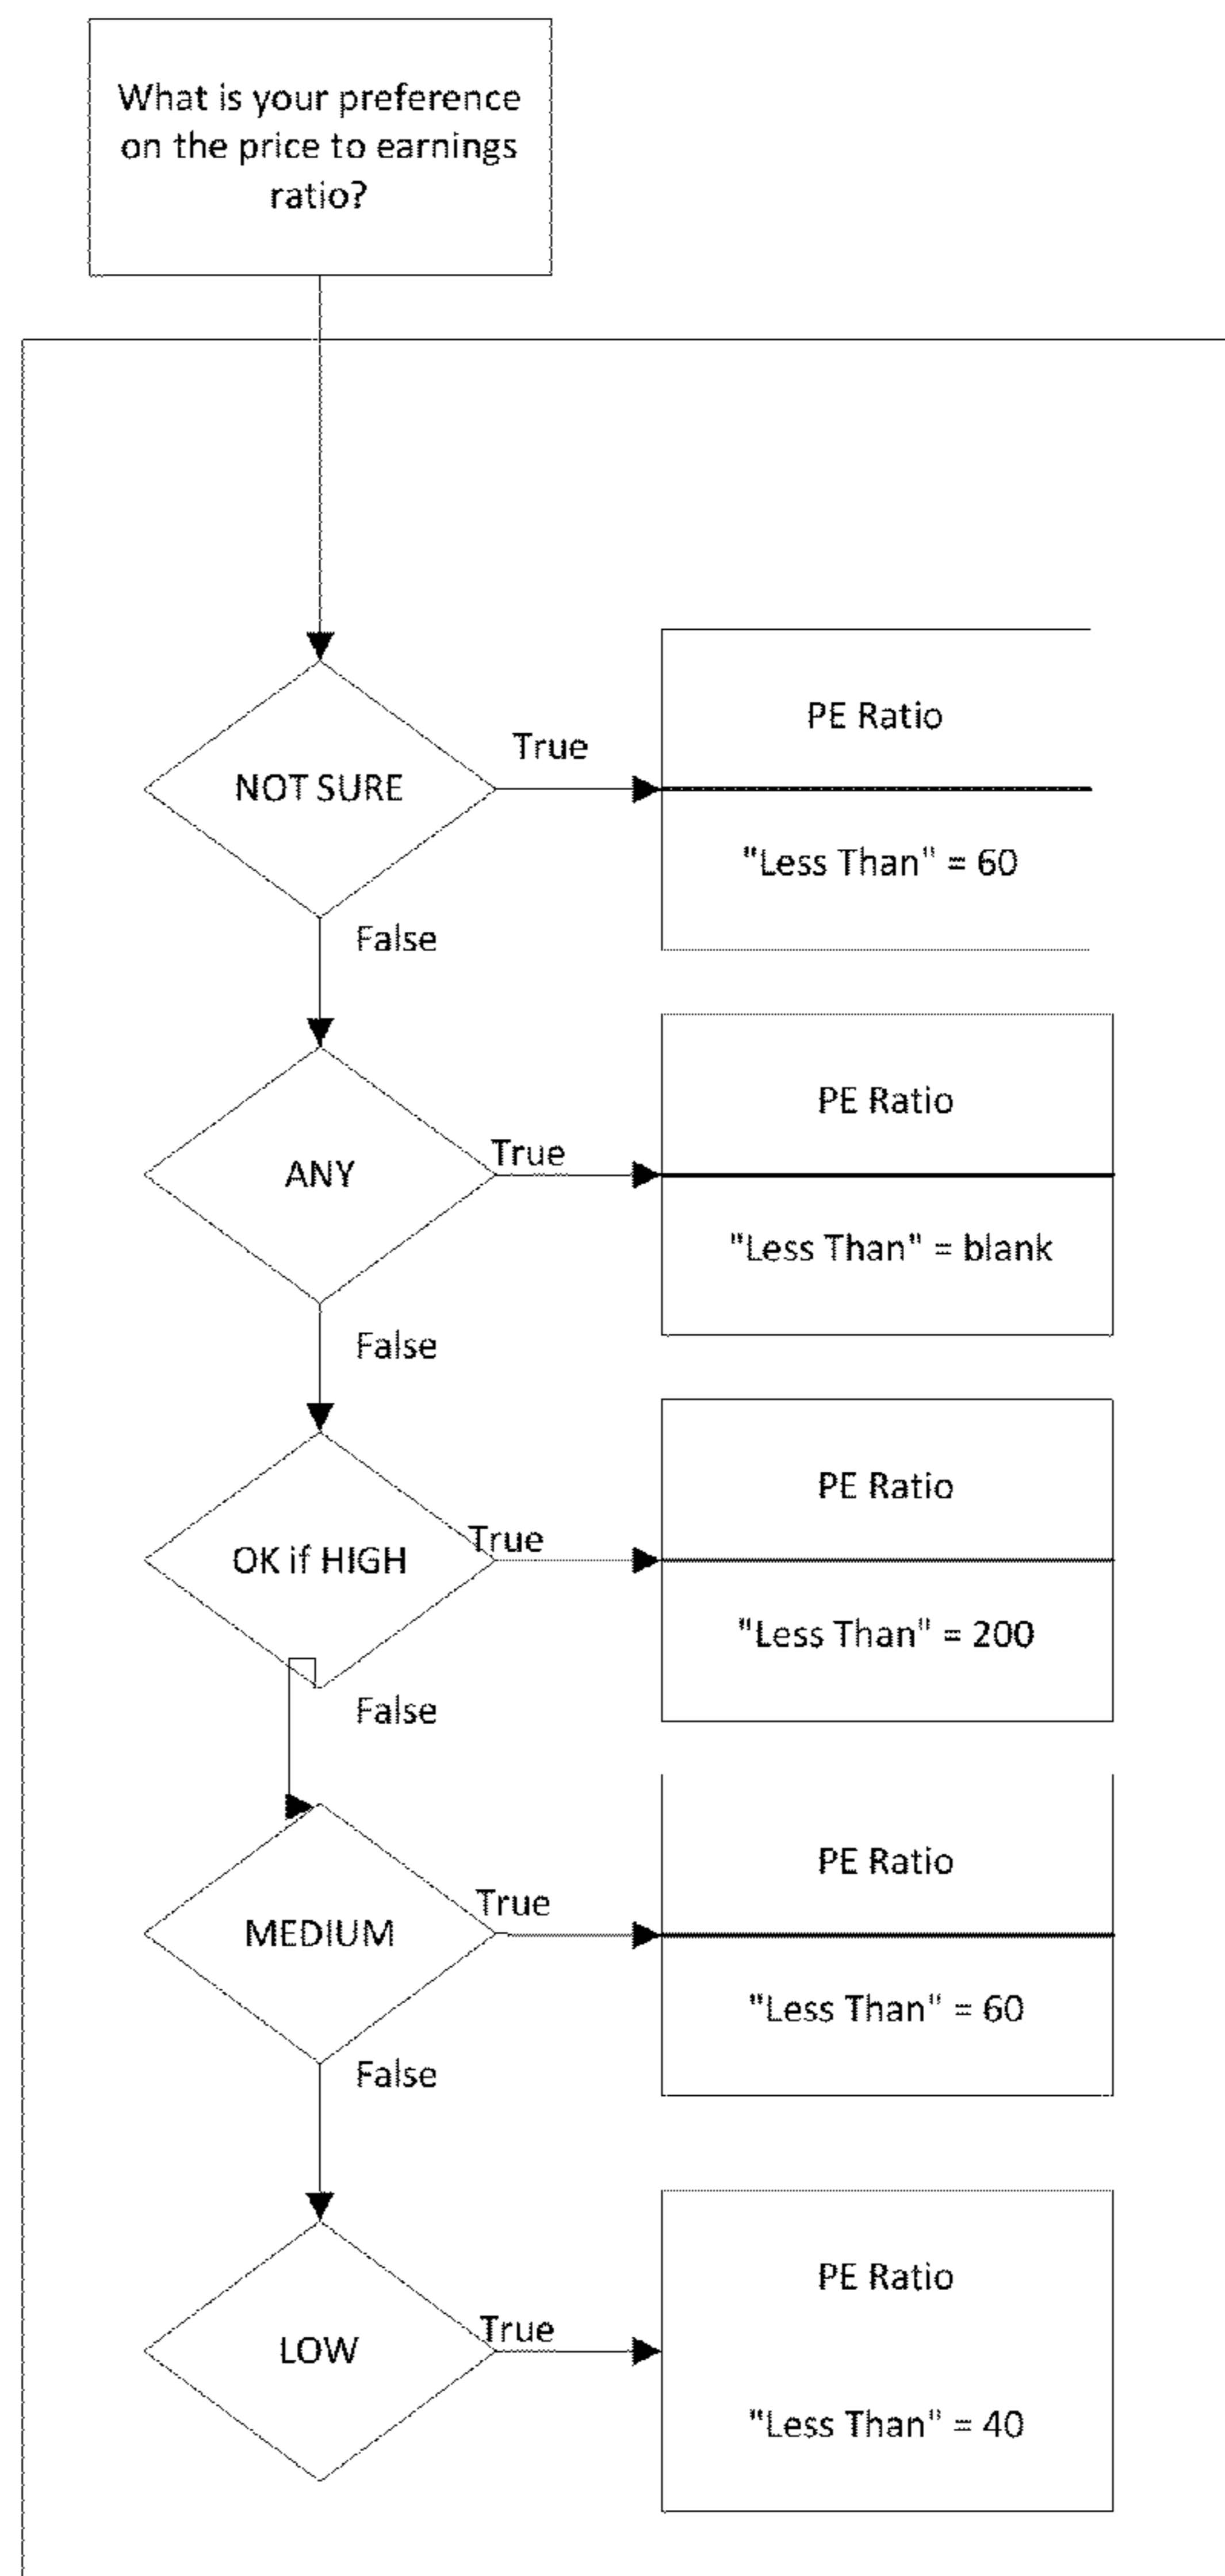 What is your preference
on the price to earnings
ratio?
NOT SURE
True
PE Ratio
"Less Than" = 60
False
ANY
True
PE Ratio
"Less Than" = blank
False
OK if HIGH
True
PE Ratio
"Less Than" = 200
False
MEDIUM
True
PE Ratio
"Less Than" = 60
False
LOW
True
PE Ratio
"Less Than" = 40